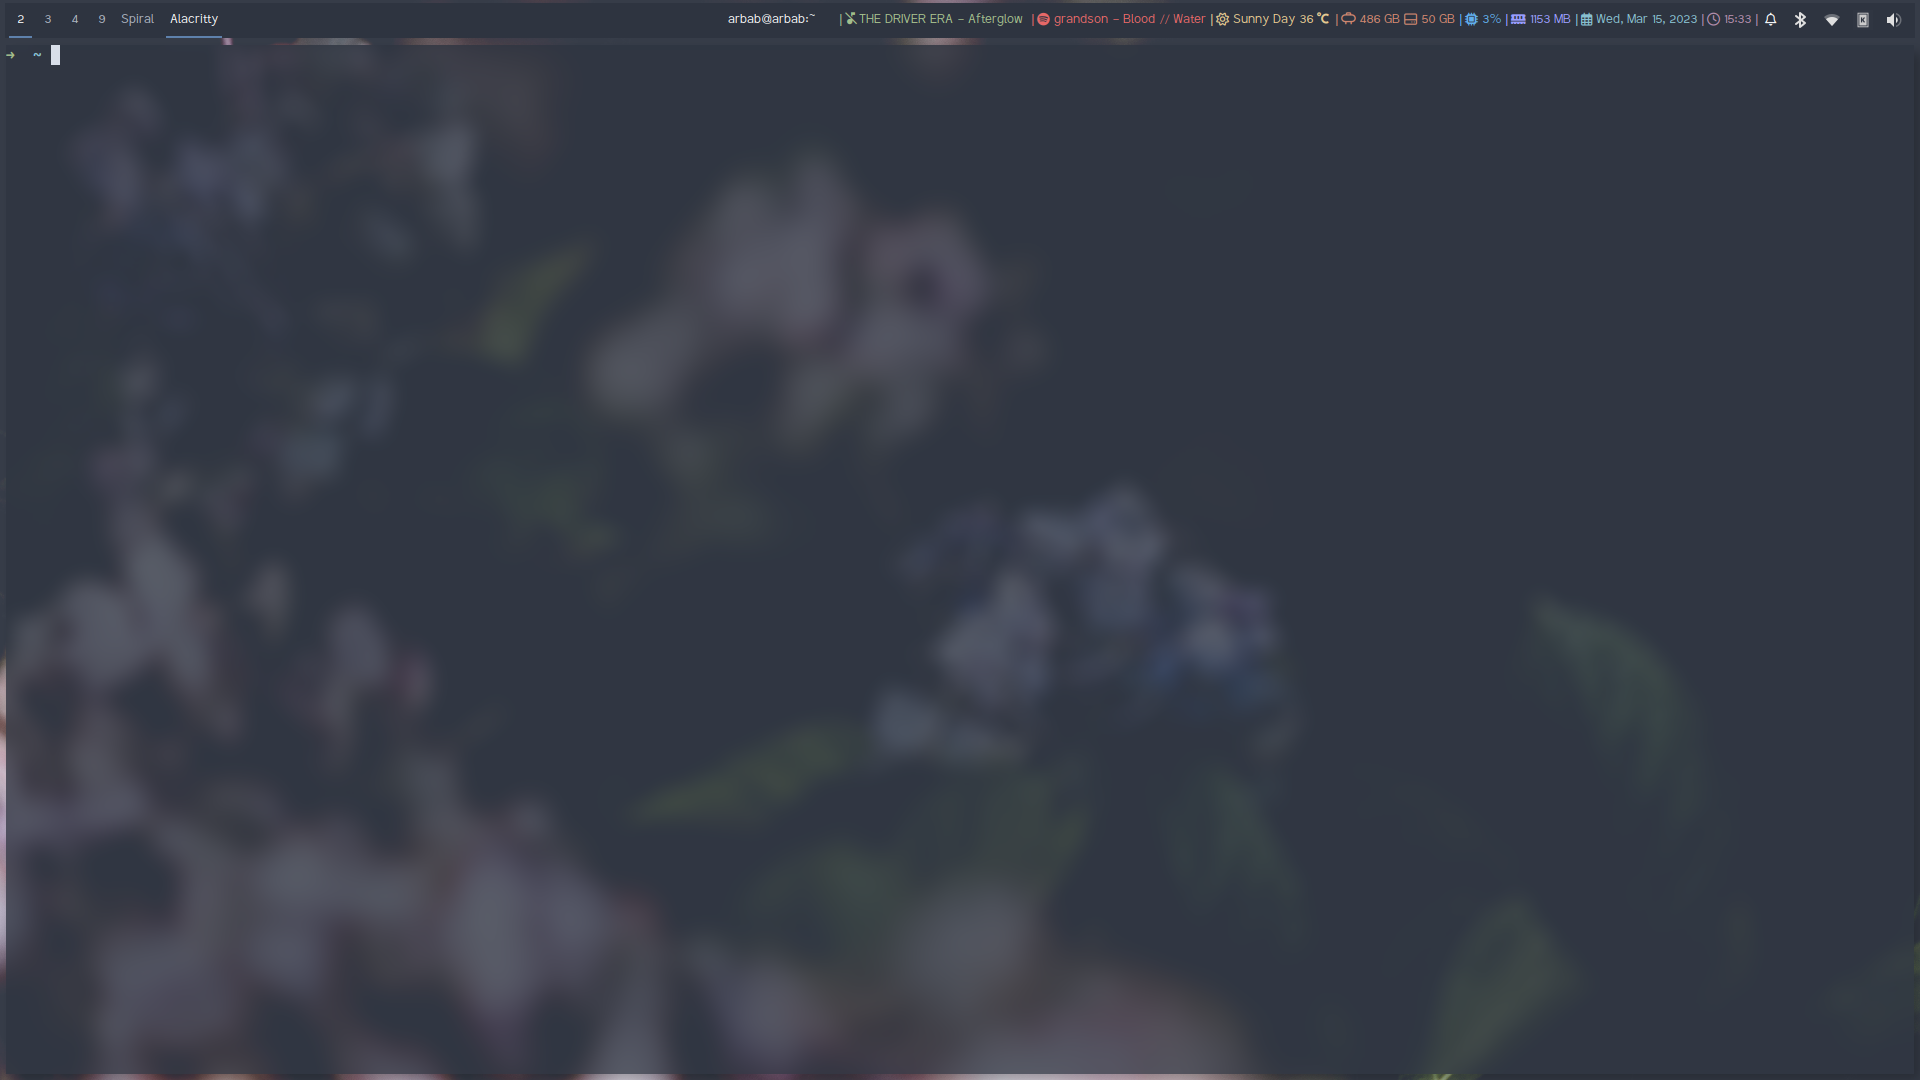 2 3 4 9 Spiral Alacritty arbab@arbab:~ | THE DRIVER ERA – Afterglow | grandson – Blood // Water | Sunny Day 36 °C | 486 GB 50 GB | 3% | 1153 MB | Wed, Mar 15, 2023 | 15:33 |
➜ ~